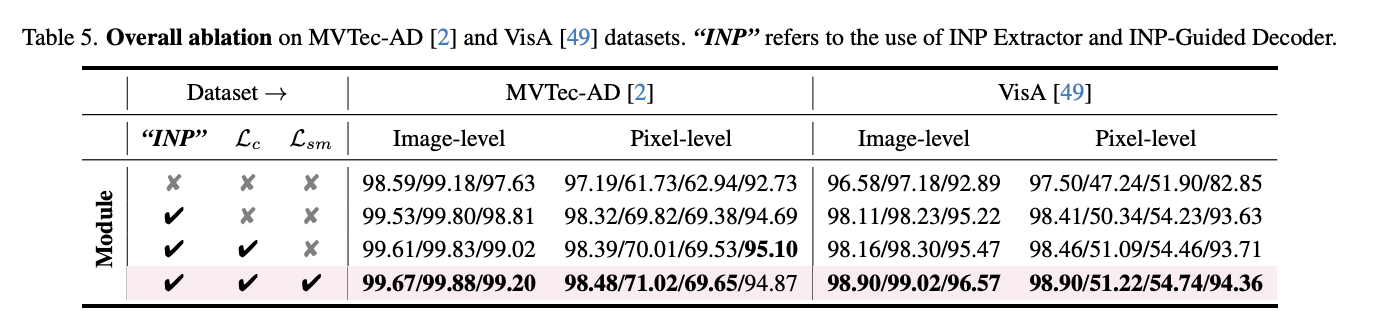 Table 5. Overall ablation on MVTec-AD [2] and VisA [49] datasets. “INP” refers to the use of INP Extractor and INP-Guided Decoder.
Dataset → MVTec-AD [2] VisA [49]
“INP” ℒc ℒsm Image-level Pixel-level Image-level Pixel-level
Module
✘ ✘ ✘ 98.59/99.18/97.63 97.19/61.73/62.94/92.73 96.58/97.18/92.89 97.50/47.24/51.90/82.85
✔ ✘ ✘ 99.53/99.80/98.81 98.32/69.82/69.38/94.69 98.11/98.23/95.22 98.41/50.34/54.23/93.63
✔ ✔ ✘ 99.61/99.83/99.02 98.39/70.01/69.53/95.10 98.16/98.30/95.47 98.46/51.09/54.46/93.71
✔ ✔ ✔ 99.67/99.88/99.20 98.48/71.02/69.65/94.87 98.90/99.02/96.57 98.90/51.22/54.74/94.36